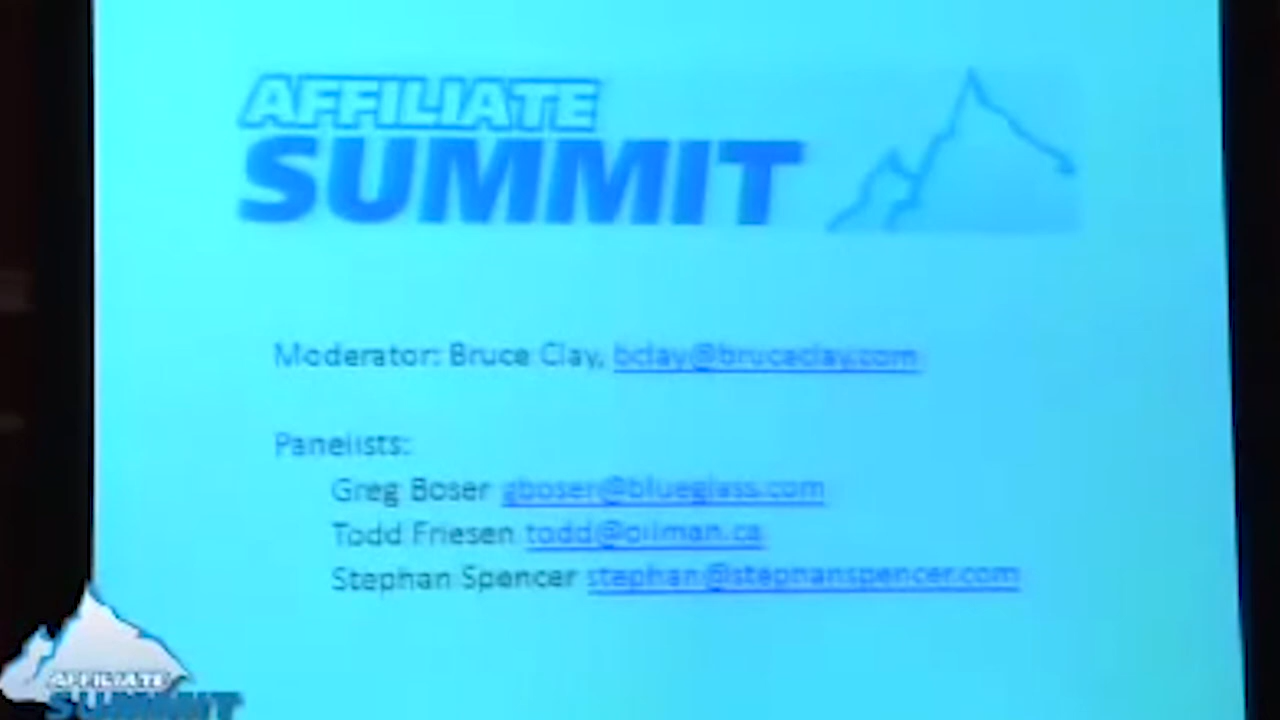 AFFILIATE
SUMMIT
Moderator: Bruce Clay, bclay@bruceclay.com
Panelists:
Greg Boser gboser@blueglass.com
Todd Friesen todd@oilman.ca
Stephan Spencer stephan@stephanspencer.com
AFFILIATE
SUMMIT